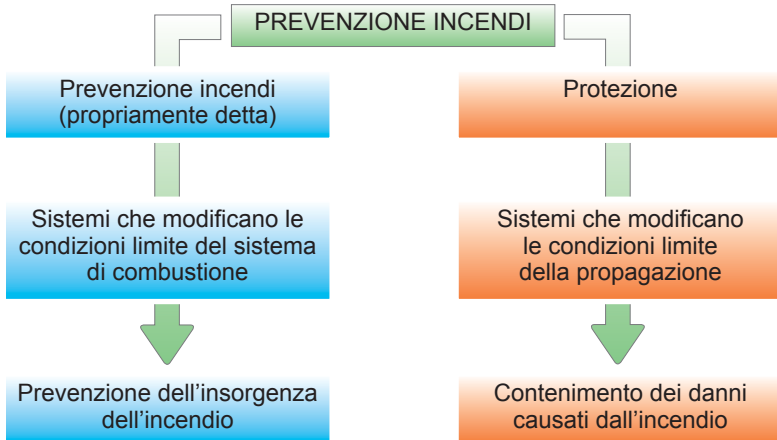 PREVENZIONE INCENDI
Prevenzione incendi
(propriamente detta)
Sistemi che modificano le
condizioni limite del sistema
di combustione
Prevenzione dell'insorgenza
dell'incendio
Protezione
Sistemi che modificano
le condizioni limite
della propagazione
Contenimento dei danni
causati dall'incendio